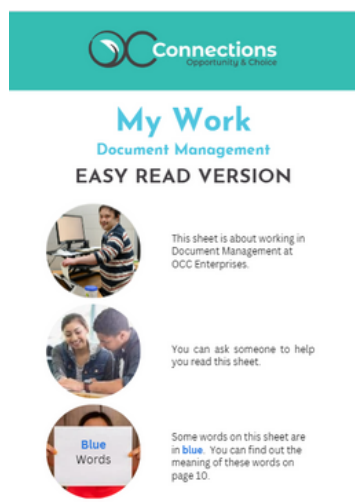 OC Connections
Opportunity & Choice
My Work
Document Management
EASY READ VERSION
This sheet is about working in
Document Management at
OCC Enterprises.
You can ask someone to help
you read this sheet.
Blue
Words
Some words on this sheet are
in blue. You can find out the
meaning of these words on
page 10.